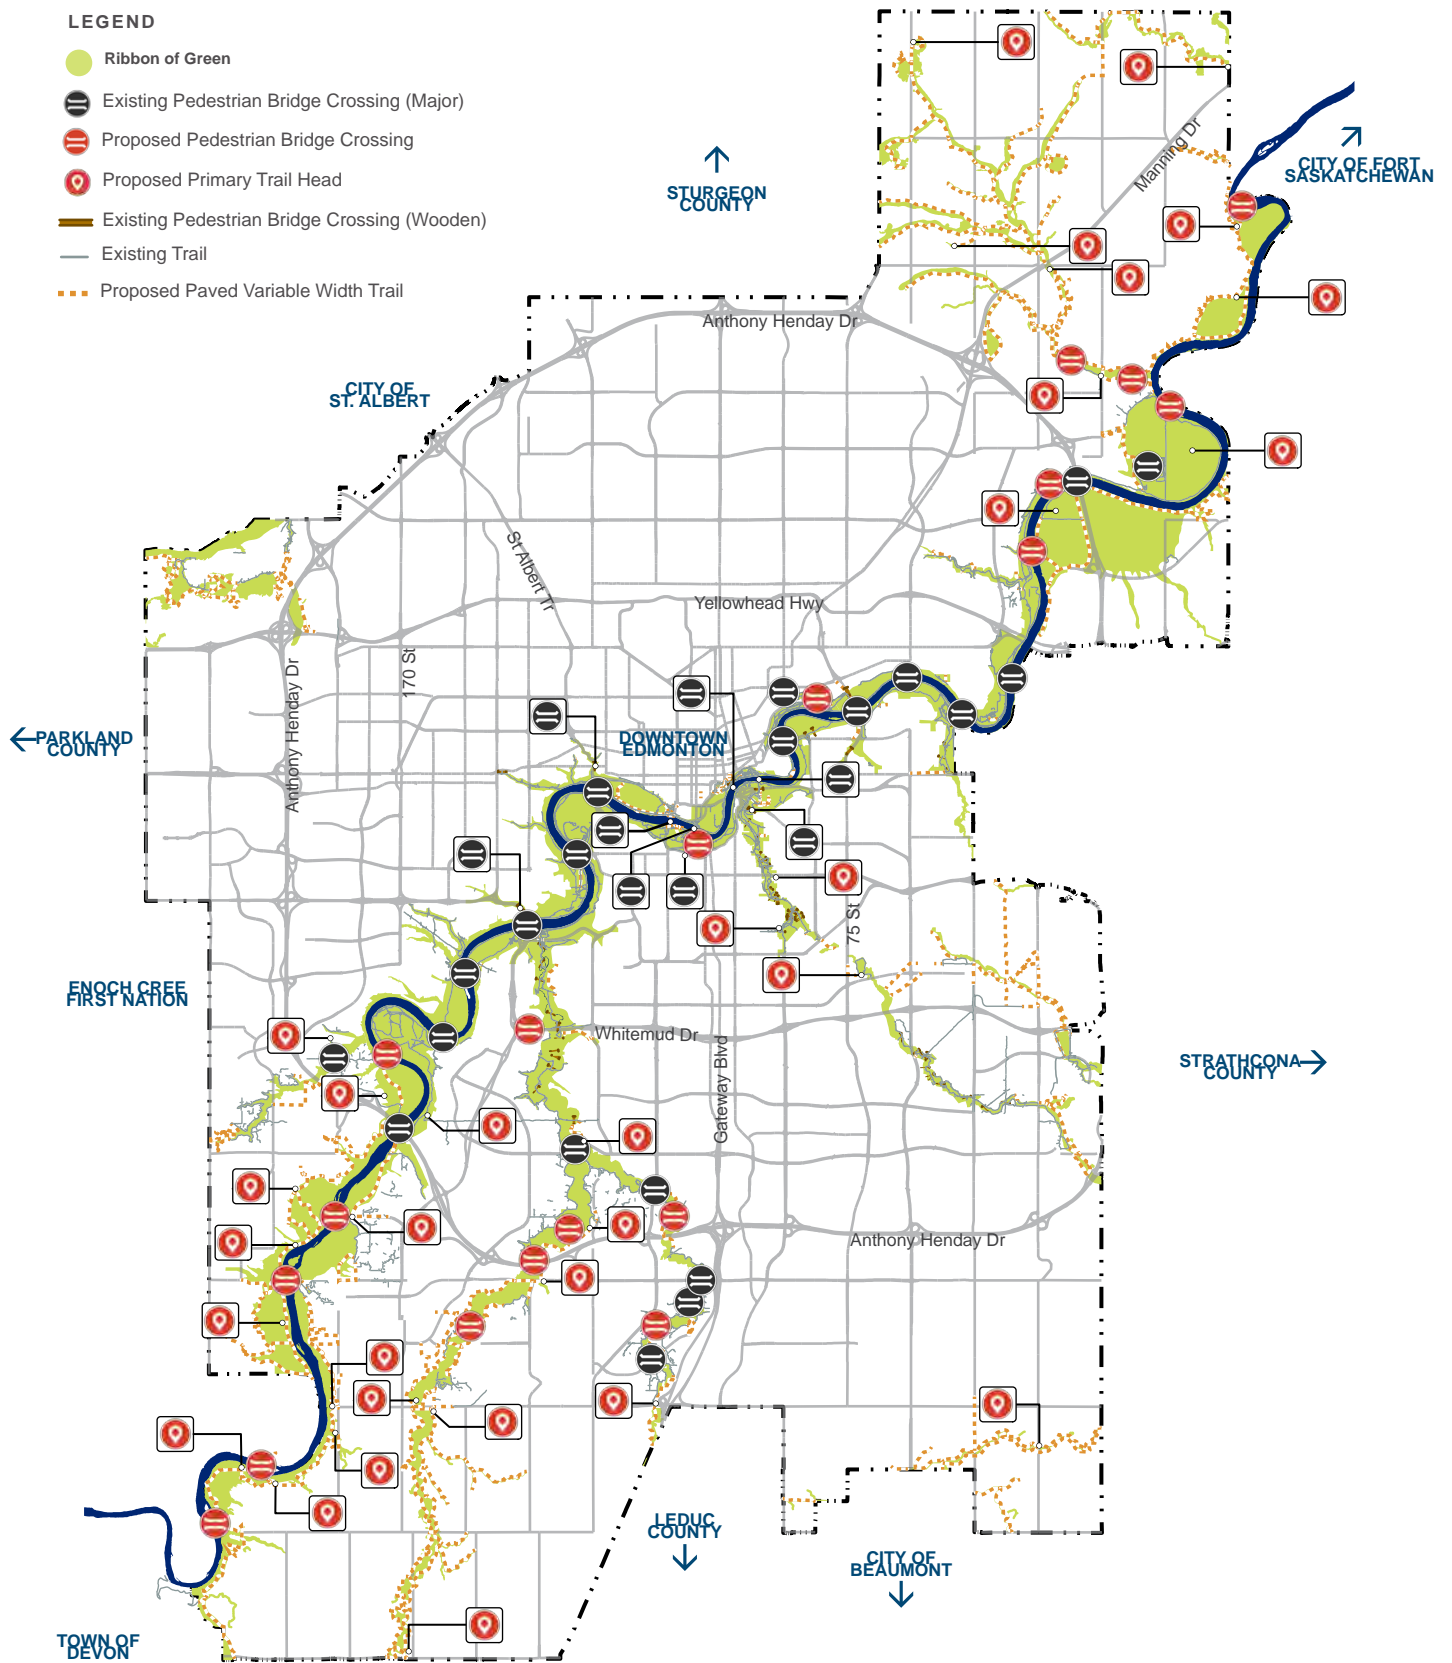 LEGEND
Ribbon of Green
Existing Pedestrian Bridge Crossing (Major)
Proposed Pedestrian Bridge Crossing
Proposed Primary Trail Head
Existing Pedestrian Bridge Crossing (Wooden)
Existing Trail
Proposed Paved Variable Width Trail
Manning Dr
CITY OF FORT
SASKATCHEWAN
STURGEON
COUNTY
Anthony Henday Dr
CITY OF
ST. ALBERT
St Albert Tr
Yellowhead Hwy
170 St
Anthony Henday Dr
PARKLAND
COUNTY
DOWNTOWN
EDMONTON
75 St
ENOCH CREE
FIRST NATION
Whitemud Dr
Gateway Blvd
STRATHCONA
COUNTY
Anthony Henday Dr
LEDUC
COUNTY
CITY OF
BEAUMONT
TOWN OF
DEVON